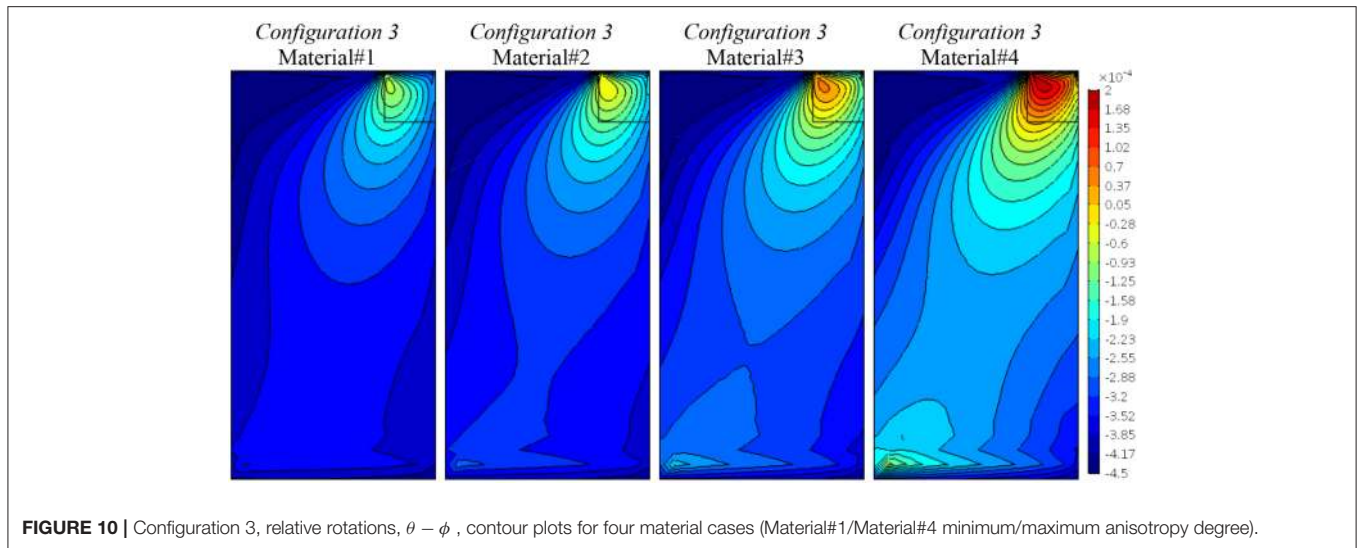 Configuration 3
Material#1
Configuration 3
Material#2
Configuration 3
Material#3
Configuration 3
Material#4
×10⁻⁴
2
1.68
1.35
1.02
0.7
0.37
0.05
-0.28
-0.6
-0.93
-1.25
-1.58
-1.9
-2.23
-2.55
-2.88
-3.2
-3.52
-3.85
-4.17
-4.5
FIGURE 10 | Configuration 3, relative rotations, θ − ϕ , contour plots for four material cases (Material#1/Material#4 minimum/maximum anisotropy degree).